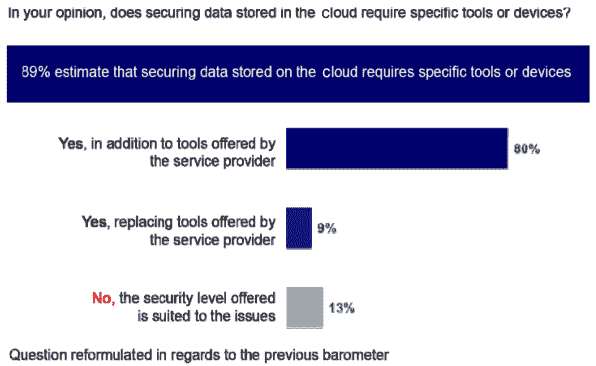 In your opinion, does securing data stored in the cloud require specific tools or devices?
89% estimate that securing data stored on the cloud requires specific tools or devices
Yes, in addition to tools offered by
the service provider
80%
Yes, replacing tools offered by
the service provider
9%
No, the security level offered
is suited to the issues
13%
Question reformulated in regards to the previous barometer